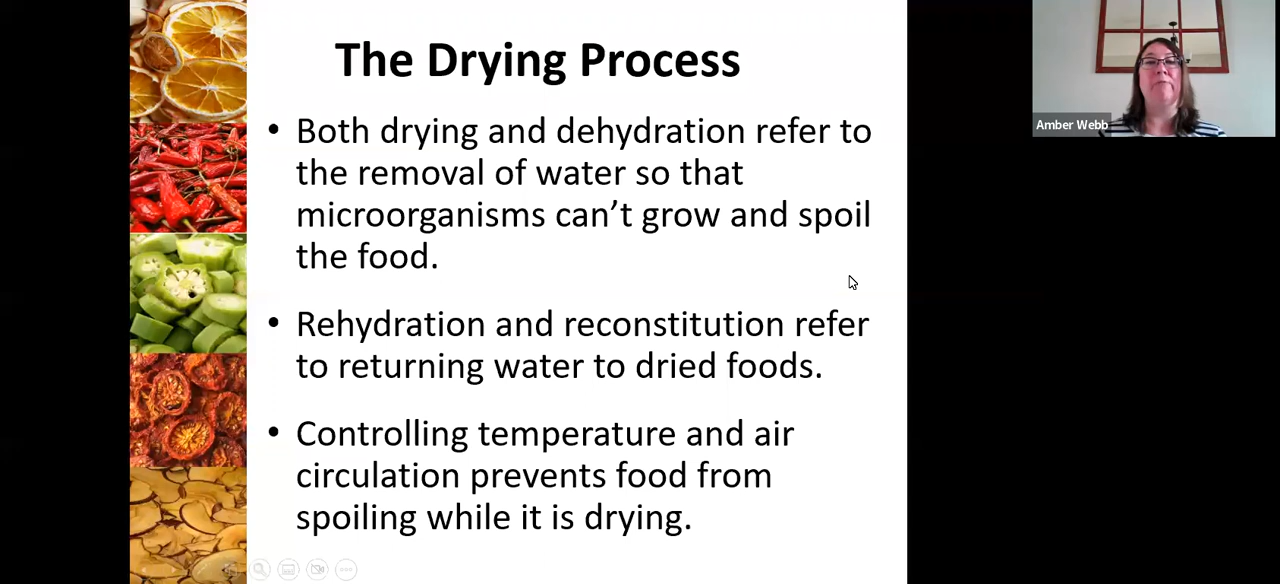 The Drying Process
• Both drying and dehydration refer to
the removal of water so that
microorganisms can’t grow and spoil
the food.
• Rehydration and reconstitution refer
to returning water to dried foods.
• Controlling temperature and air
circulation prevents food from
spoiling while it is drying.
Amber Webb